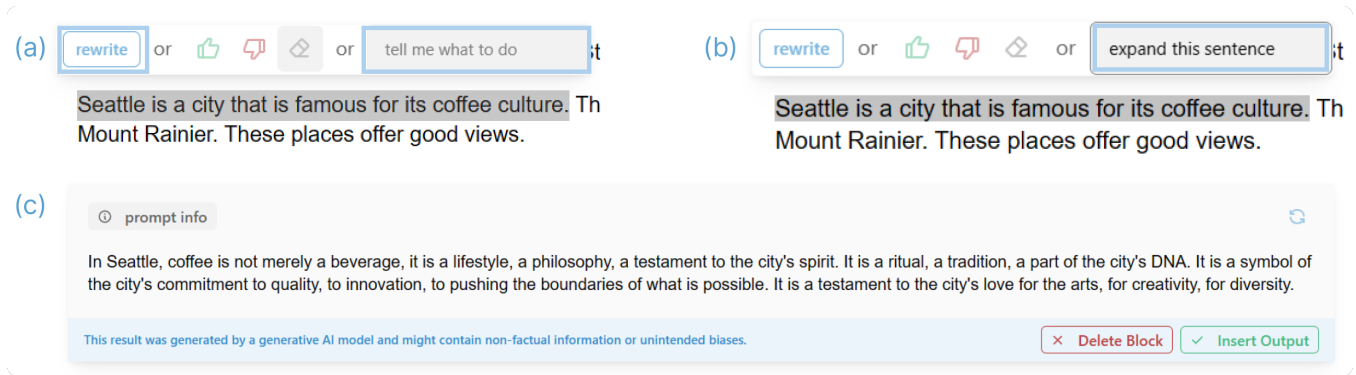 (a) rewrite or or tell me what to do st
Seattle is a city that is famous for its coffee culture. Th
Mount Rainier. These places offer good views.
(b) rewrite or or expand this sentence st
Seattle is a city that is famous for its coffee culture. Th
Mount Rainier. These places offer good views.
(c)
prompt info
In Seattle, coffee is not merely a beverage, it is a lifestyle, a philosophy, a testament to the city's spirit. It is a ritual, a tradition, a part of the city's DNA. It is a symbol of
the city's commitment to quality, to innovation, to pushing the boundaries of what is possible. It is a testament to the city's love for the arts, for creativity, for diversity.
This result was generated by a generative AI model and might contain non-factual information or unintended biases. Delete Block Insert Output